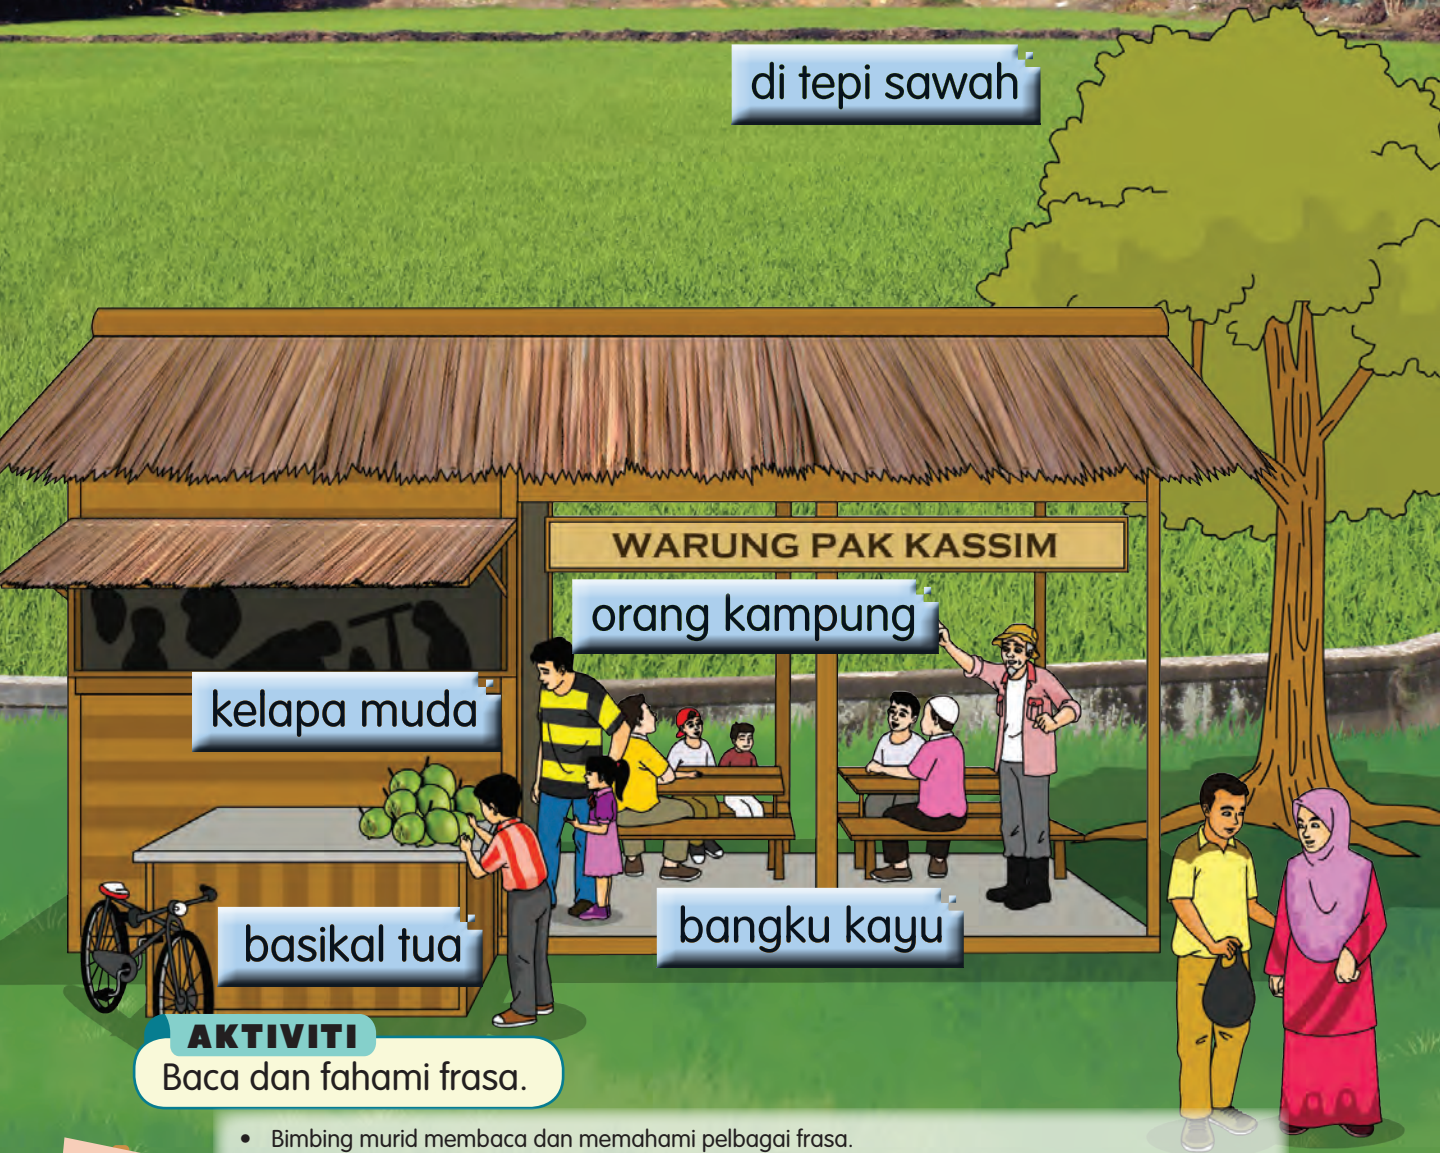 di tepi sawah
WARUNG PAK KASSIM
orang kampung
kelapa muda
bangku kayu
basikal tua
AKTIVITI
Baca dan fahami frasa.
• Bimbing murid membaca dan memahami pelbagai frasa.